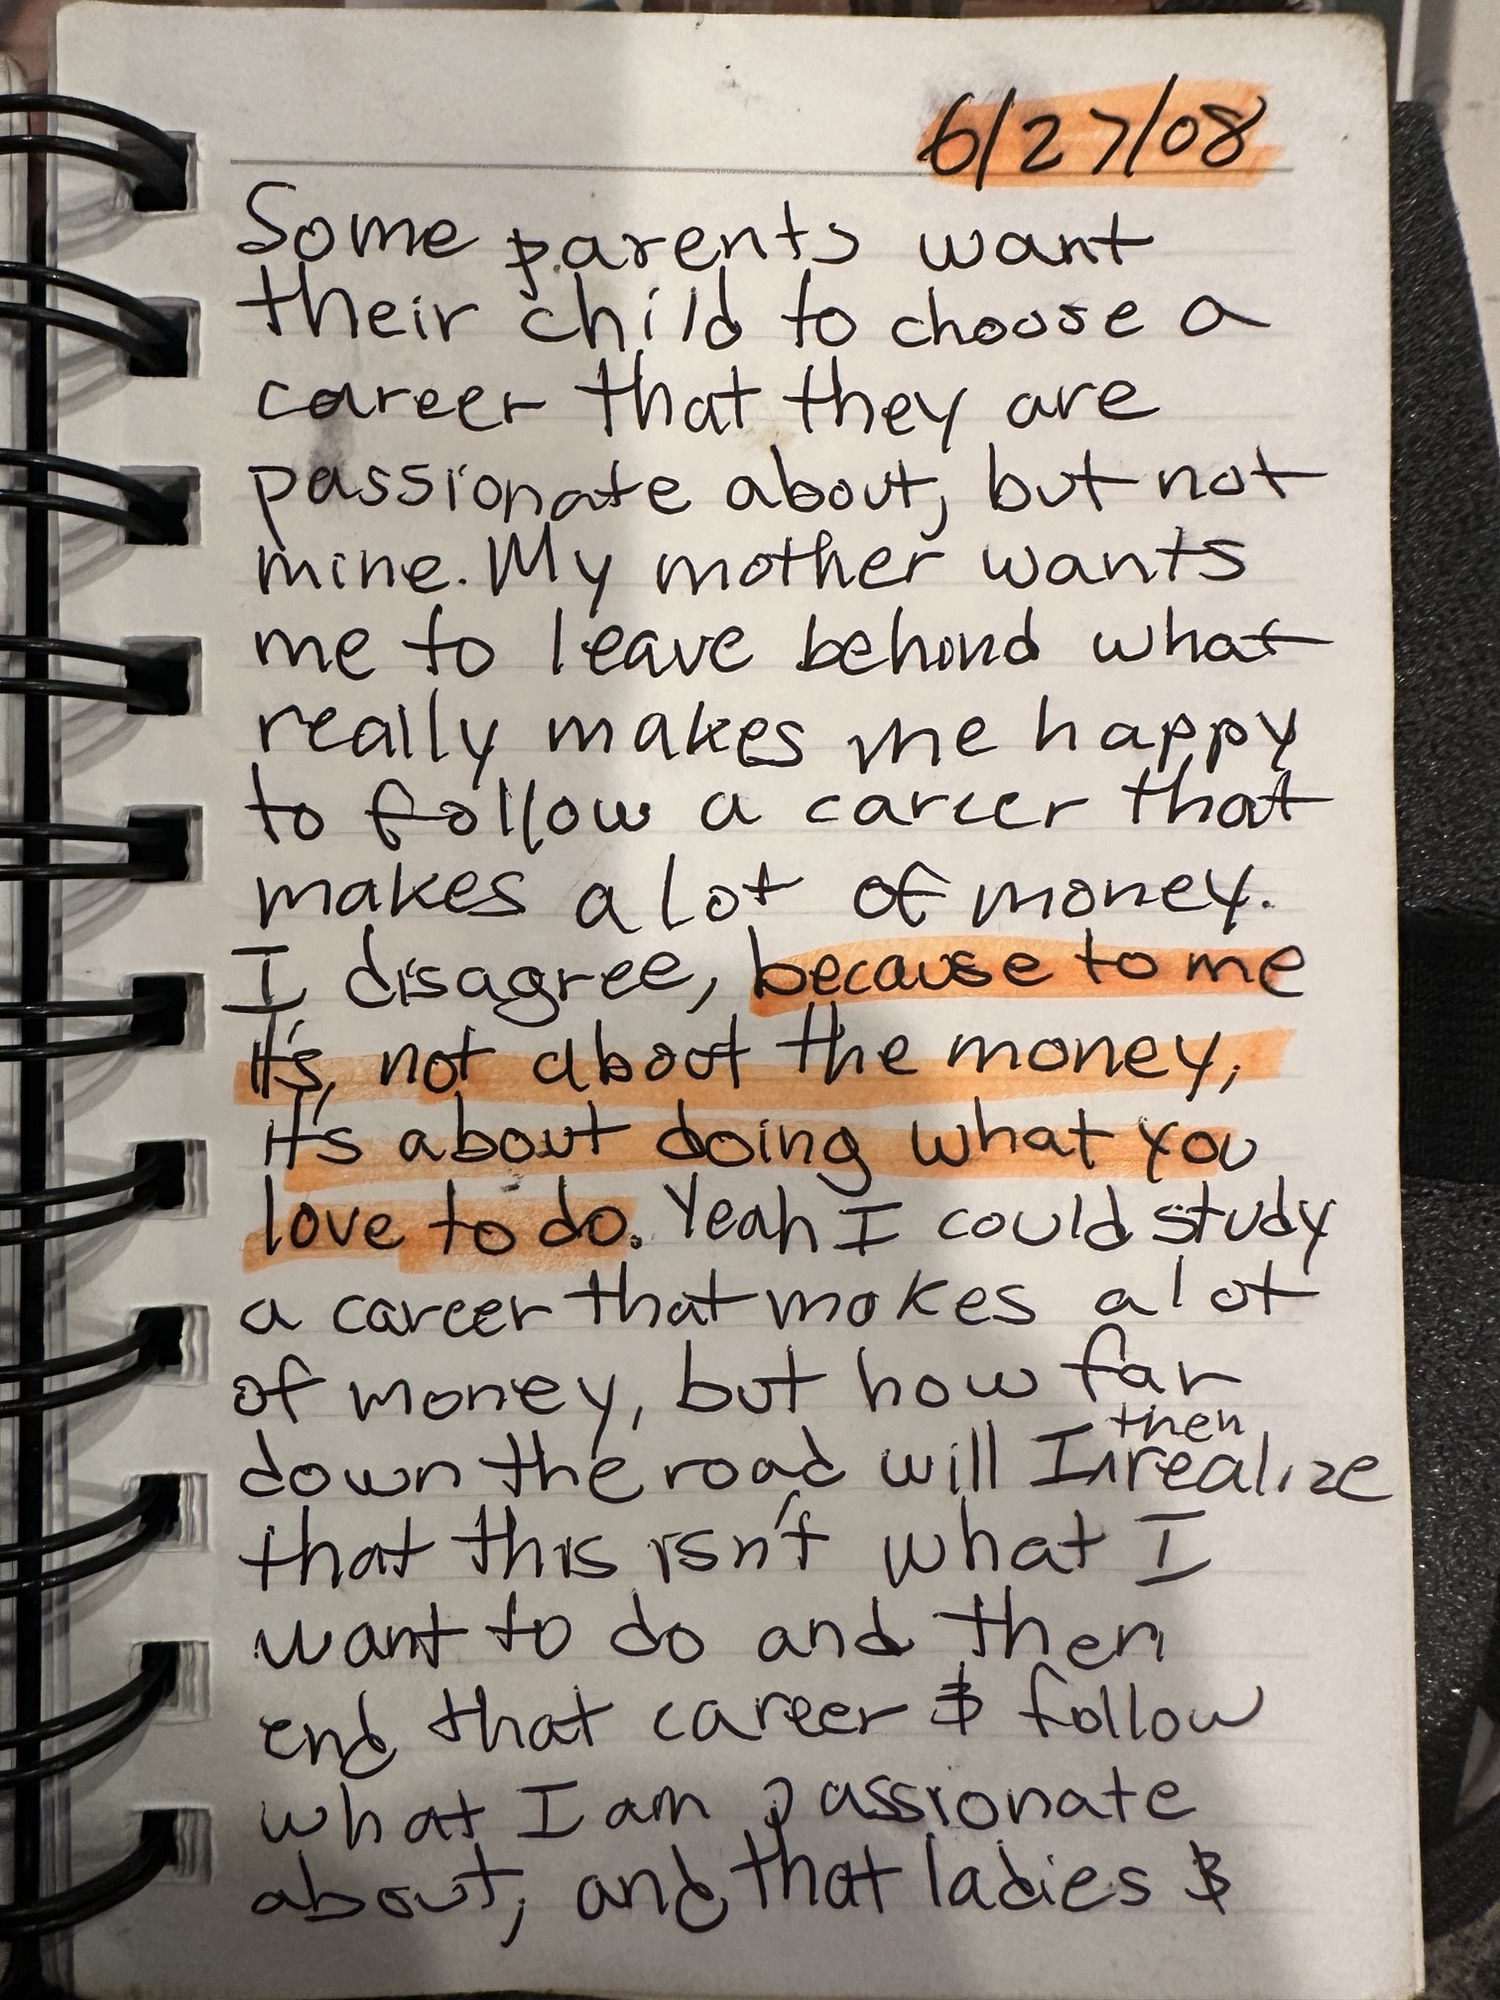 6/27/08
Some parents want
their child to choose a
career that they are
passionate about, but not
mine. My mother wants
me to leave behind what
really makes me happy
to follow a career that
makes a lot of money.
I disagree, because to me
it's, not about the money,
it's about doing what you
love to do. Yeah I could study
a career that makes a lot
of money, but how far
then
down the road will I^realize
that this isn't what I
want to do and then
end that career & follow
what I am passionate
about, and that ladies &